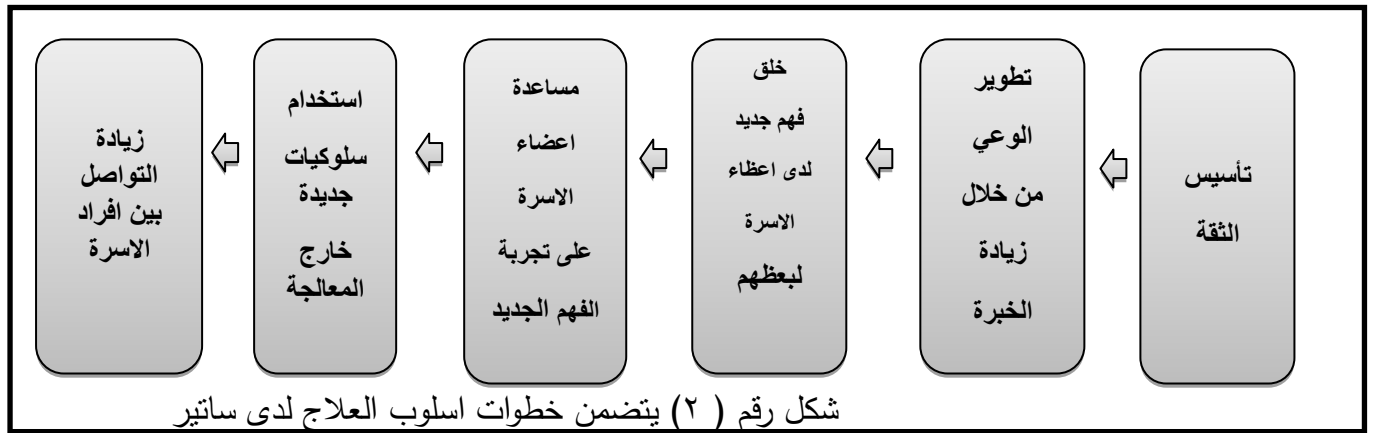 تأسيس
الثقة
تطوير
الوعي
من خلال
زيادة
الخبرة
خلق
فهم جديد
لدى اعظاء
الاسرة
لبعظهم
مساعدة
اعضاء
الاسرة
على تجربة
الفهم الجديد
استخدام
سلوكيات
جديدة
خارج
المعالجة
زيادة
التواصل
بين افراد
الاسرة
شكل رقم ( ٢) يتضمن خطوات اسلوب العلاج لدى ساتير